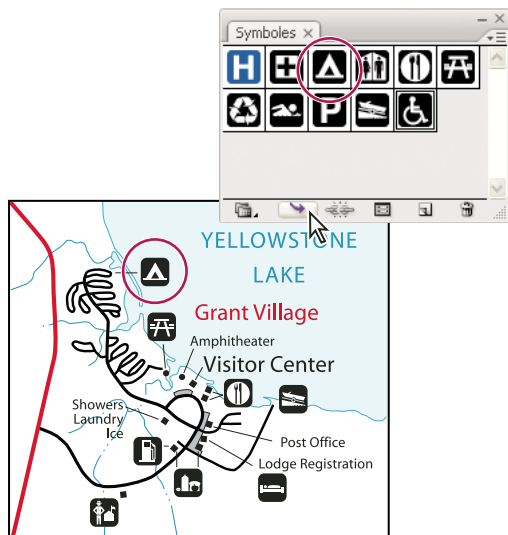 Symboles
H
P
YELLOWSTONE
LAKE
Grant Village
Amphitheater
Visitor Center
Showers
Laundry
Ice
Post Office
Lodge Registration